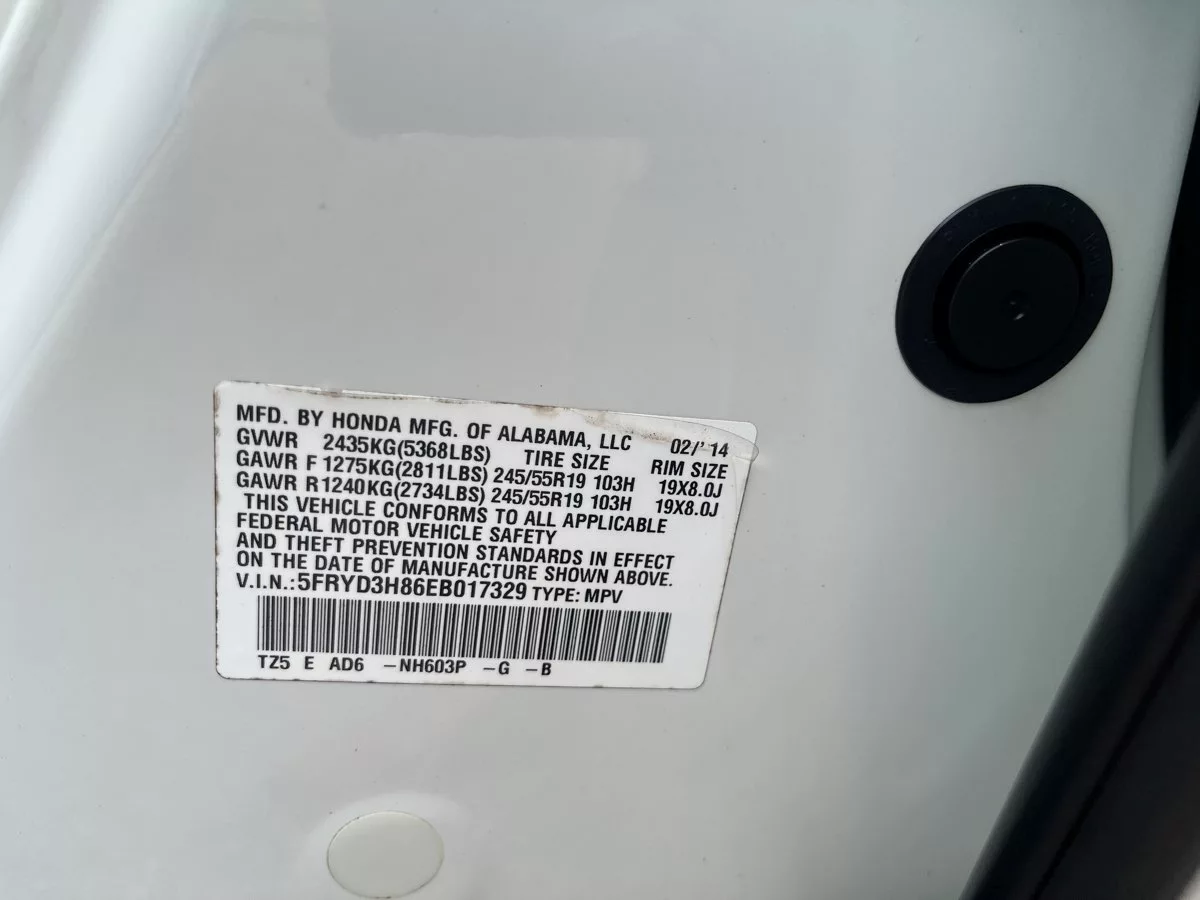 MFD. BY HONDA MFG. OF ALABAMA, LLC 02/' 14
GVWR 2435KG(5368LBS) TIRE SIZE RIM SIZE
GAWR F 1275KG(2811LBS) 245/55R19 103H 19X8.0J
GAWR R 1240KG(2734LBS) 245/55R19 103H 19X8.0J
THIS VEHICLE CONFORMS TO ALL APPLICABLE
FEDERAL MOTOR VEHICLE SAFETY
AND THEFT PREVENTION STANDARDS IN EFFECT
ON THE DATE OF MANUFACTURE SHOWN ABOVE.
V.I.N.:5FRYD3H86EB017329 TYPE: MPV
TZ5 E AD6 -NH603P -G -B